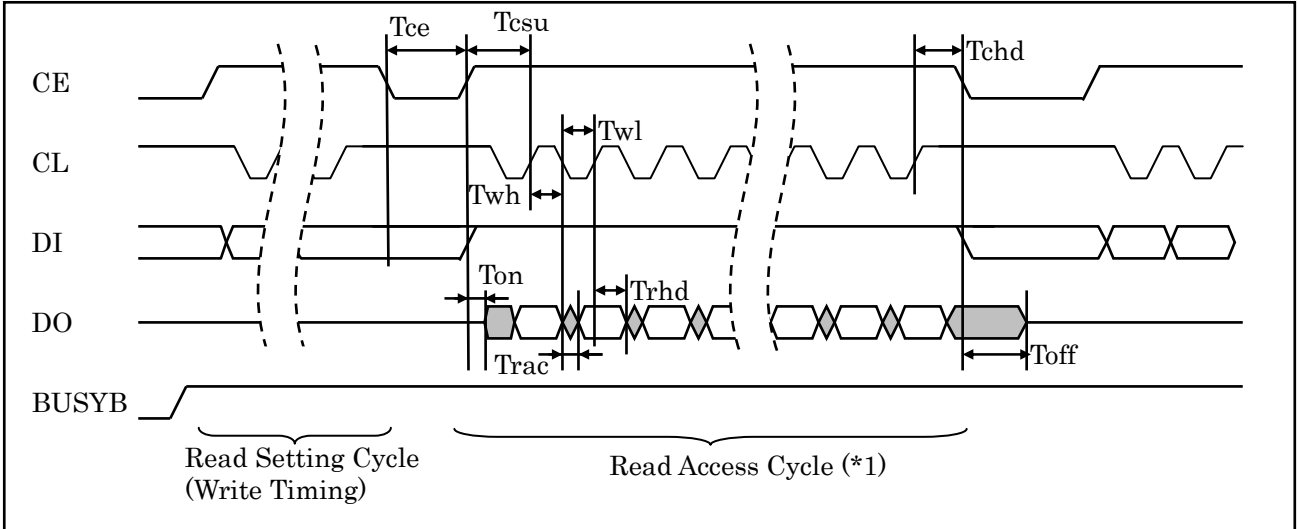 Tce
Tcsu
Tchd
CE
Twl
CL
Twh
DI
Ton
Trhd
DO
Trac
Toff
BUSYB
Read Setting Cycle
(Write Timing)
Read Access Cycle (*1)